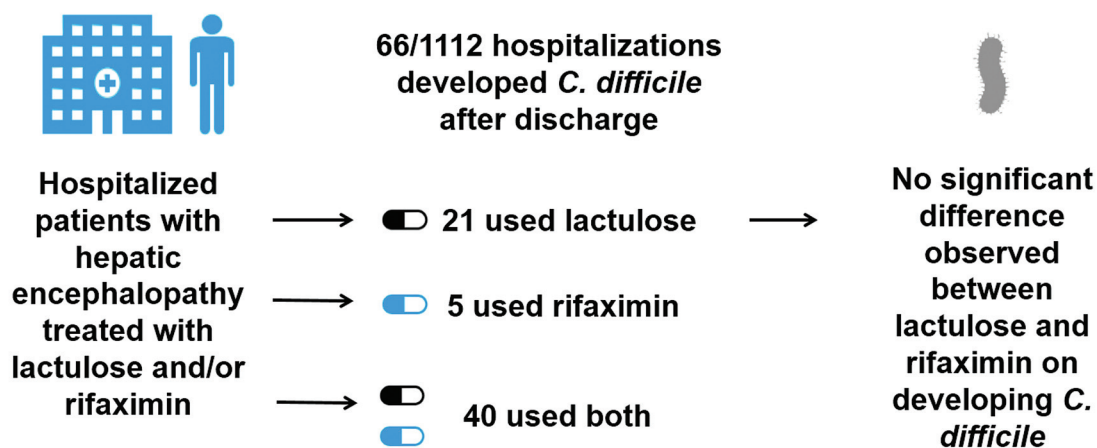 Hospitalized
patients with
hepatic
encephalopathy
treated with
lactulose and/or
rifaximin
66/1112 hospitalizations
developed C. difficile
after discharge
21 used lactulose
5 used rifaximin
40 used both
No significant
difference
observed
between
lactulose and
rifaximin on
developing C.
difficile